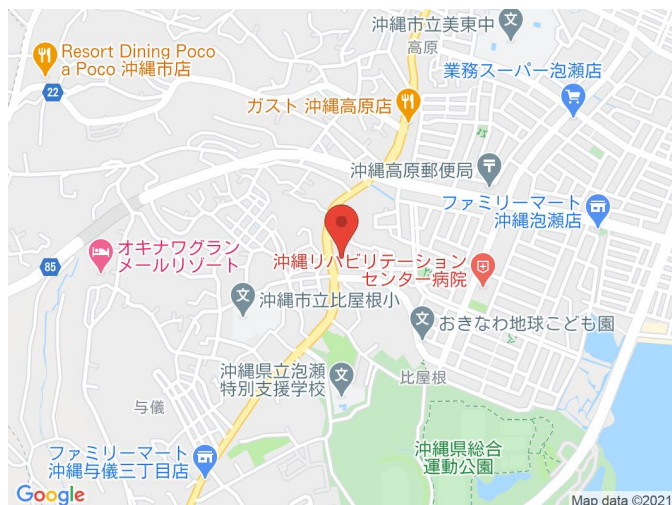 沖縄市立美東中
高原
Resort Dining Poco
a Poco 沖縄市店
業務スーパー泡瀬店
22
ガスト 沖縄高原店
沖縄高原郵便局
ファミリーマート
沖縄泡瀬店
オキナワグラン
メールリゾート
85
沖縄リハビリテーション
センター病院
沖縄市立比屋根小
おきなわ地球こども園
沖縄県立泡瀬
特別支援学校
比屋根
与儀
沖縄県総合
運動公園
ファミリーマート
沖縄与儀三丁目店
Google
Map data ©2021